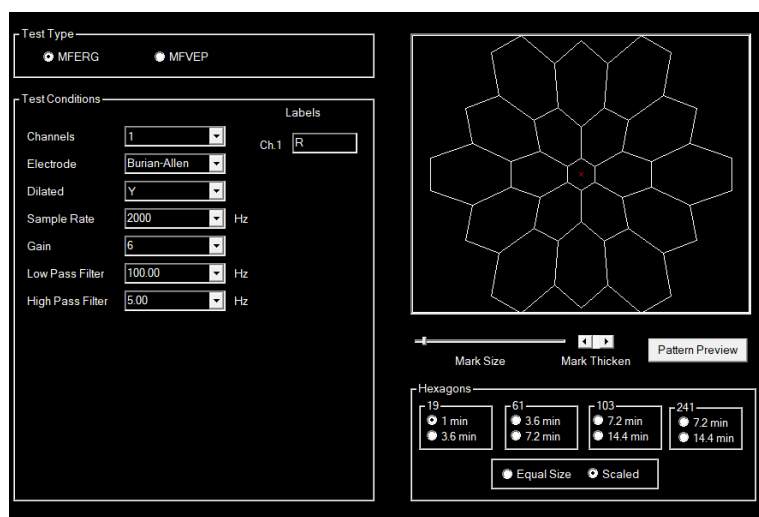 Test Type
MFERG MFVEP
Test Conditions
Labels
Channels 1
Ch.1 R
Electrode Burian-Allen
Dilated Y
Sample Rate 2000 Hz
Gain 6
Low Pass Filter 100.00 Hz
High Pass Filter 5.00 Hz
Mark Size Mark Thicken Pattern Preview
Hexagons
19 61 103 241
1 min 3.6 min 7.2 min 7.2 min
3.6 min 7.2 min 14.4 min 14.4 min
Equal Size Scaled